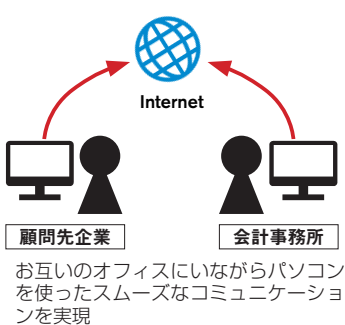 Internet
顧問先企業
会計事務所
お互いのオフィスにいながらパソコン
を使ったスムーズなコミュニケーショ
ンを実現